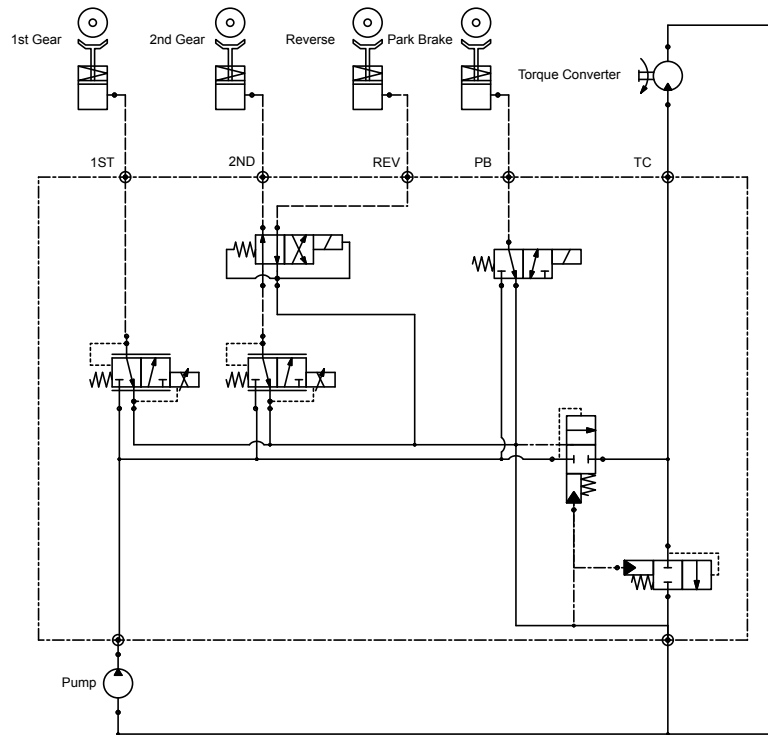 1st Gear
2nd Gear
Reverse
Park Brake
Torque Converter
1ST
2ND
REV
PB
TC
Pump